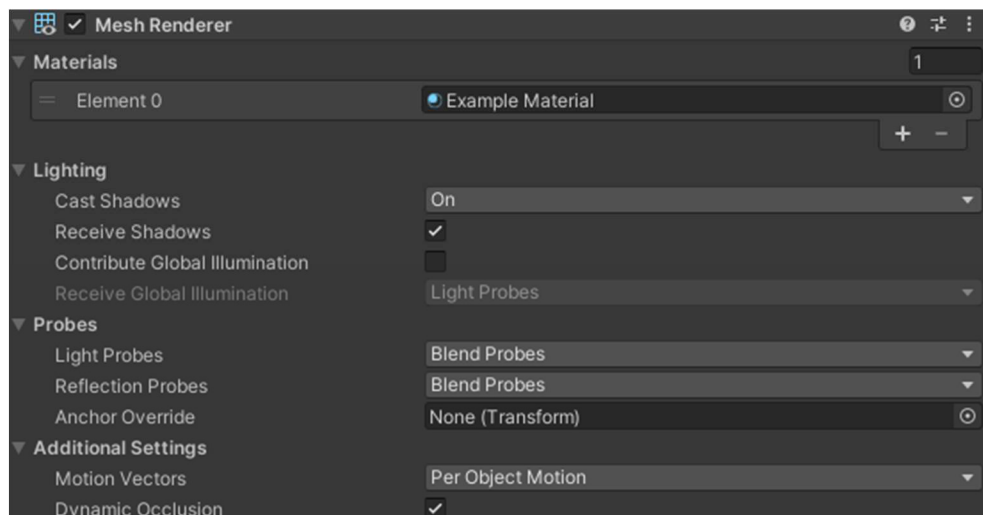 Mesh Renderer
Materials 1
Element 0 Example Material
Lighting
Cast Shadows On
Receive Shadows
Contribute Global Illumination
Receive Global Illumination Light Probes
Probes
Light Probes Blend Probes
Reflection Probes Blend Probes
Anchor Override None (Transform)
Additional Settings
Motion Vectors Per Object Motion
Dynamic Occlusion